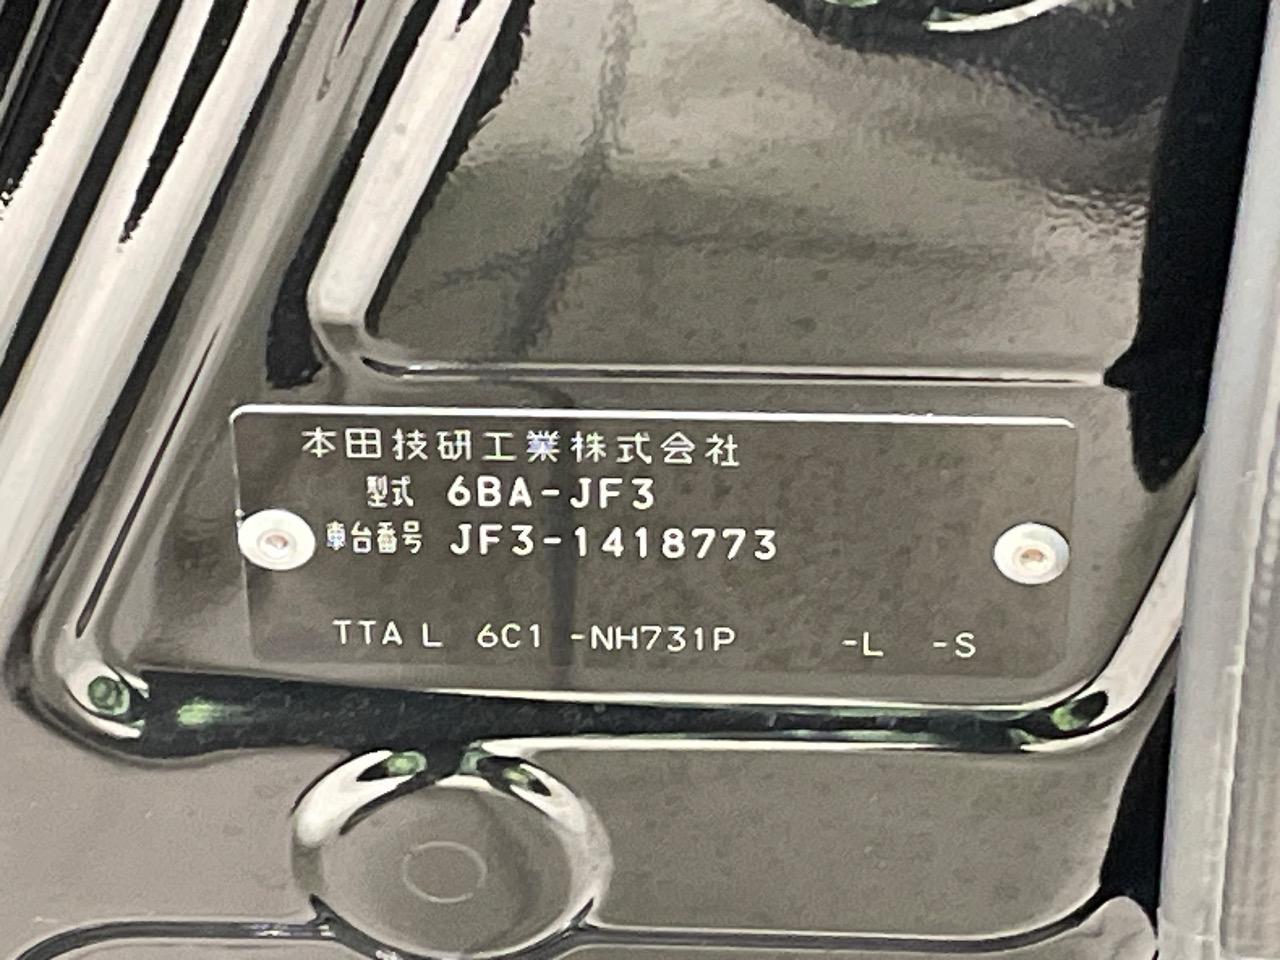 本田技研工業株式会社
型式 6BA-JF3
車台番号 JF3-1418773
TTA L 6C1 -NH731P -L -S